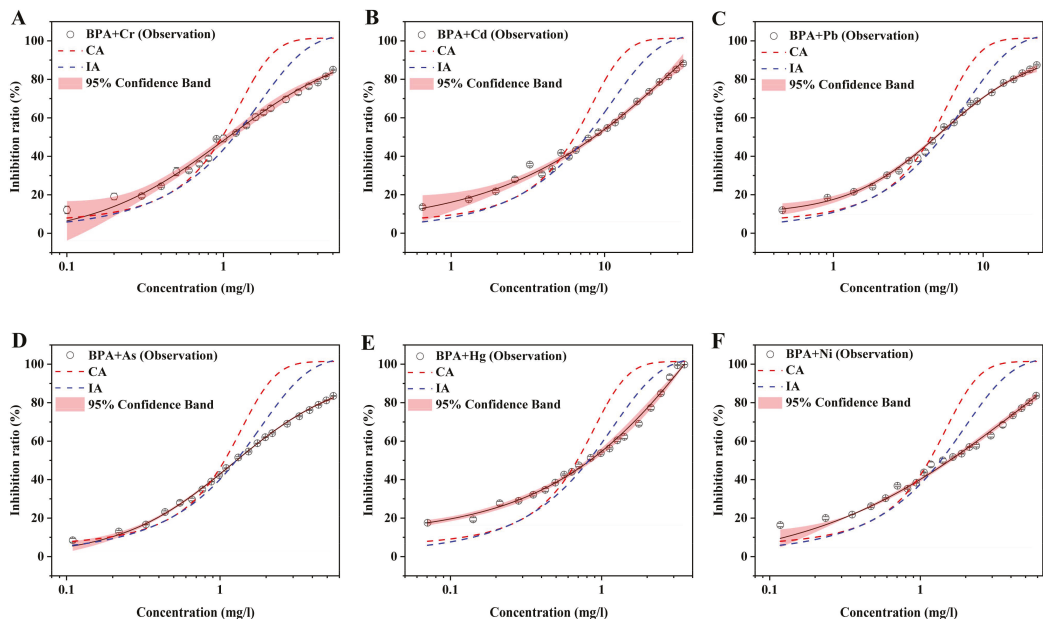 A
BPA+Cr (Observation)
CA
IA
95% Confidence Band
100
80
60
40
20
0
Inhibition ratio (%)
0.1
1
Concentration (mg/l)
B
BPA+Cd (Observation)
CA
IA
95% Confidence Band
100
80
60
40
20
0
Inhibition ratio (%)
1
10
Concentration (mg/l)
C
BPA+Pb (Observation)
CA
IA
95% Confidence Band
100
80
60
40
20
0
Inhibition ratio (%)
1
10
Concentration (mg/l)
D
BPA+As (Observation)
CA
IA
95% Confidence Band
100
80
60
40
20
0
Inhibition ratio (%)
0.1
1
Concentration (mg/l)
E
BPA+Hg (Observation)
CA
IA
95% Confidence Band
100
80
60
40
20
0
Inhibition ratio (%)
0.1
1
Concentration (mg/l)
F
BPA+Ni (Observation)
CA
IA
95% Confidence Band
100
80
60
40
20
0
Inhibition ratio (%)
0.1
1
Concentration (mg/l)